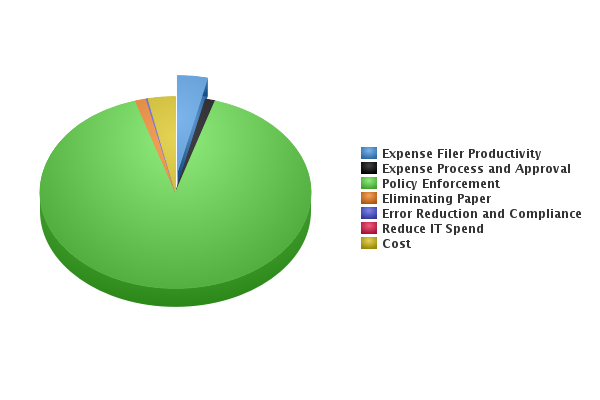 Expense Filer Productivity
Expense Process and Approval
Policy Enforcement
Eliminating Paper
Error Reduction and Compliance
Reduce IT Spend
Cost